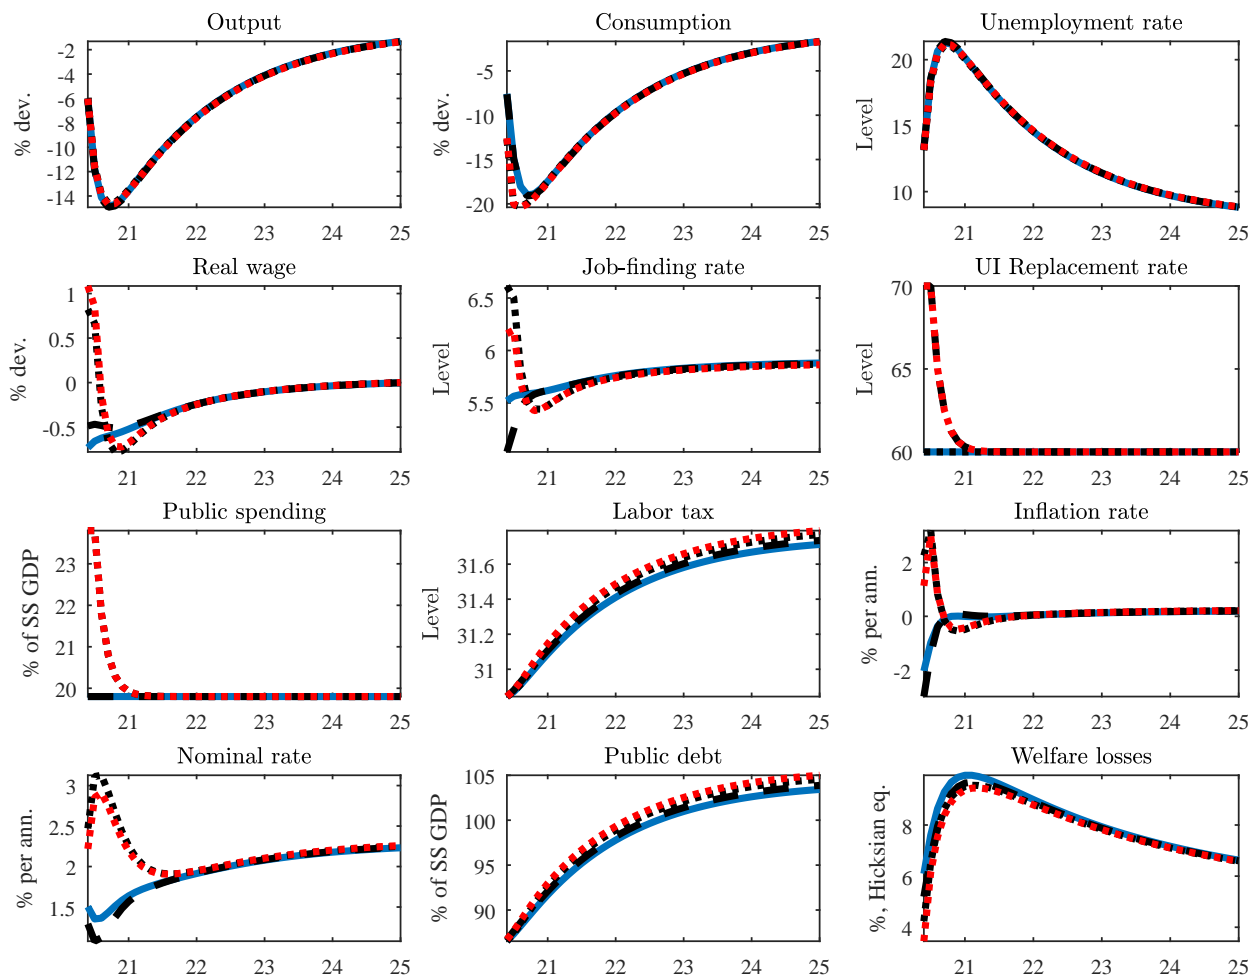 Output
Consumption
Unemployment rate
% dev.
-2
-4
-6
-8
-10
-12
-14
21 22 23 24 25
% dev.
-5
-10
-15
-20
21 22 23 24 25
Level
20
15
10
21 22 23 24 25
Real wage
Job-finding rate
UI Replacement rate
% dev.
1
0.5
0
-0.5
21 22 23 24 25
Level
6.5
6
5.5
21 22 23 24 25
Level
70
65
60
21 22 23 24 25
Public spending
Labor tax
Inflation rate
% of SS GDP
23
22
21
20
21 22 23 24 25
Level
31.6
31.4
31.2
31
21 22 23 24 25
% per ann.
2
0
-2
21 22 23 24 25
Nominal rate
Public debt
Welfare losses
% per ann.
3
2.5
2
1.5
21 22 23 24 25
% of SS GDP
105
100
95
90
21 22 23 24 25
%, Hicksian eq.
8
6
4
21 22 23 24 25